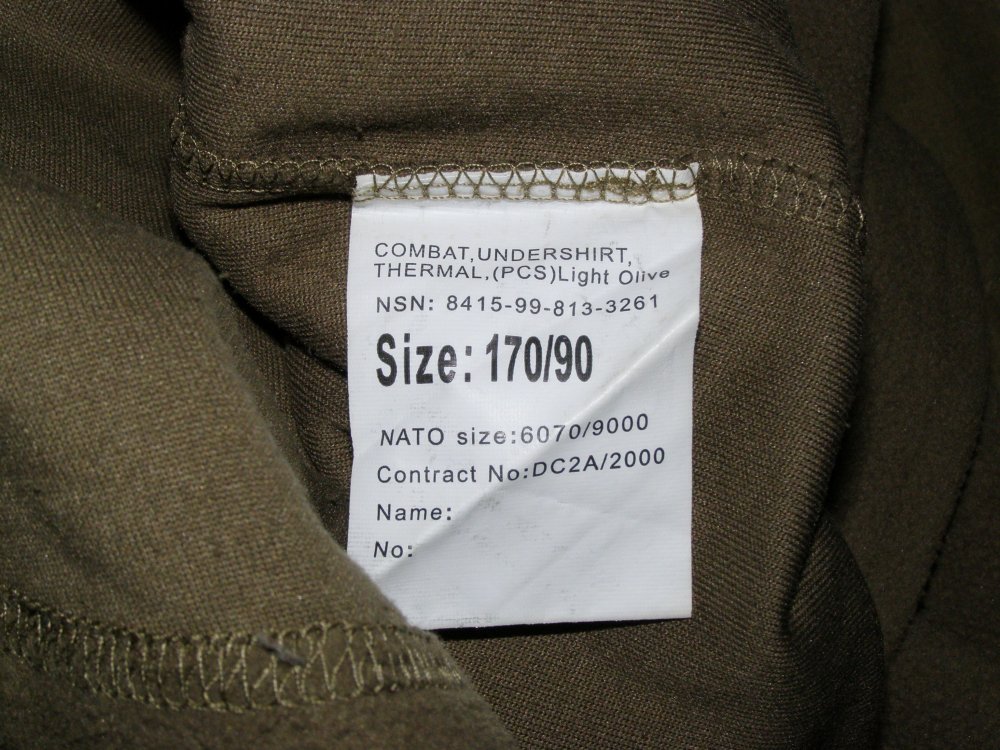 COMBAT,UNDERSHIRT,
THERMAL,(PCS)Light Olive
NSN: 8415-99-813-3261
Size: 170/90
NATO size:6070/9000
Contract No:DC2A/2000
Name:
No: